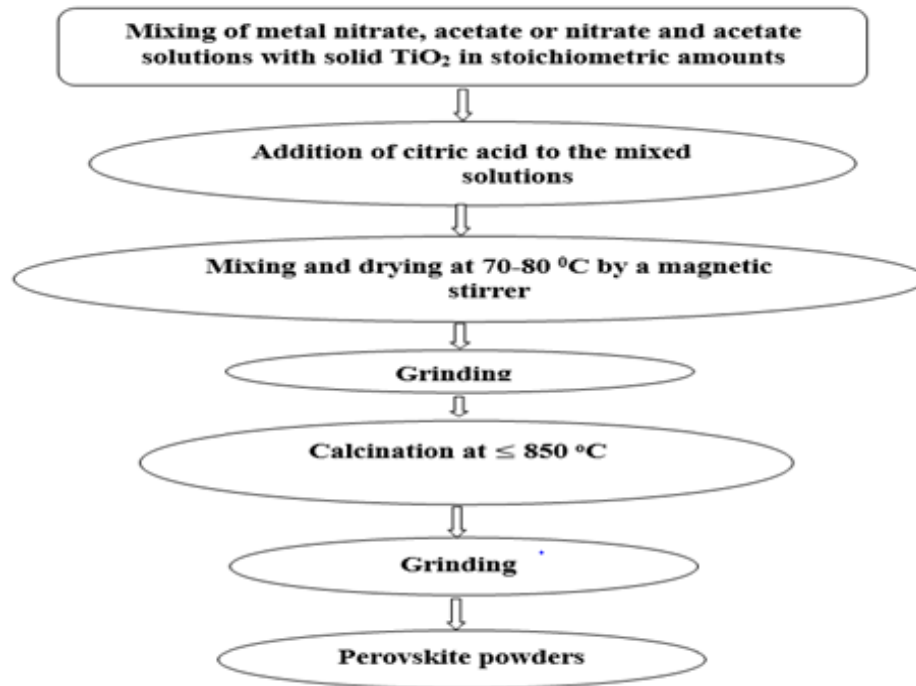 Mixing of metal nitrate, acetate or nitrate and acetate
solutions with solid TiO₂ in stoichiometric amounts
Addition of citric acid to the mixed
solutions
Mixing and drying at 70-80 ⁰C by a magnetic
stirrer
Grinding
Calcination at ≤ 850 °C
Grinding
Perovskite powders